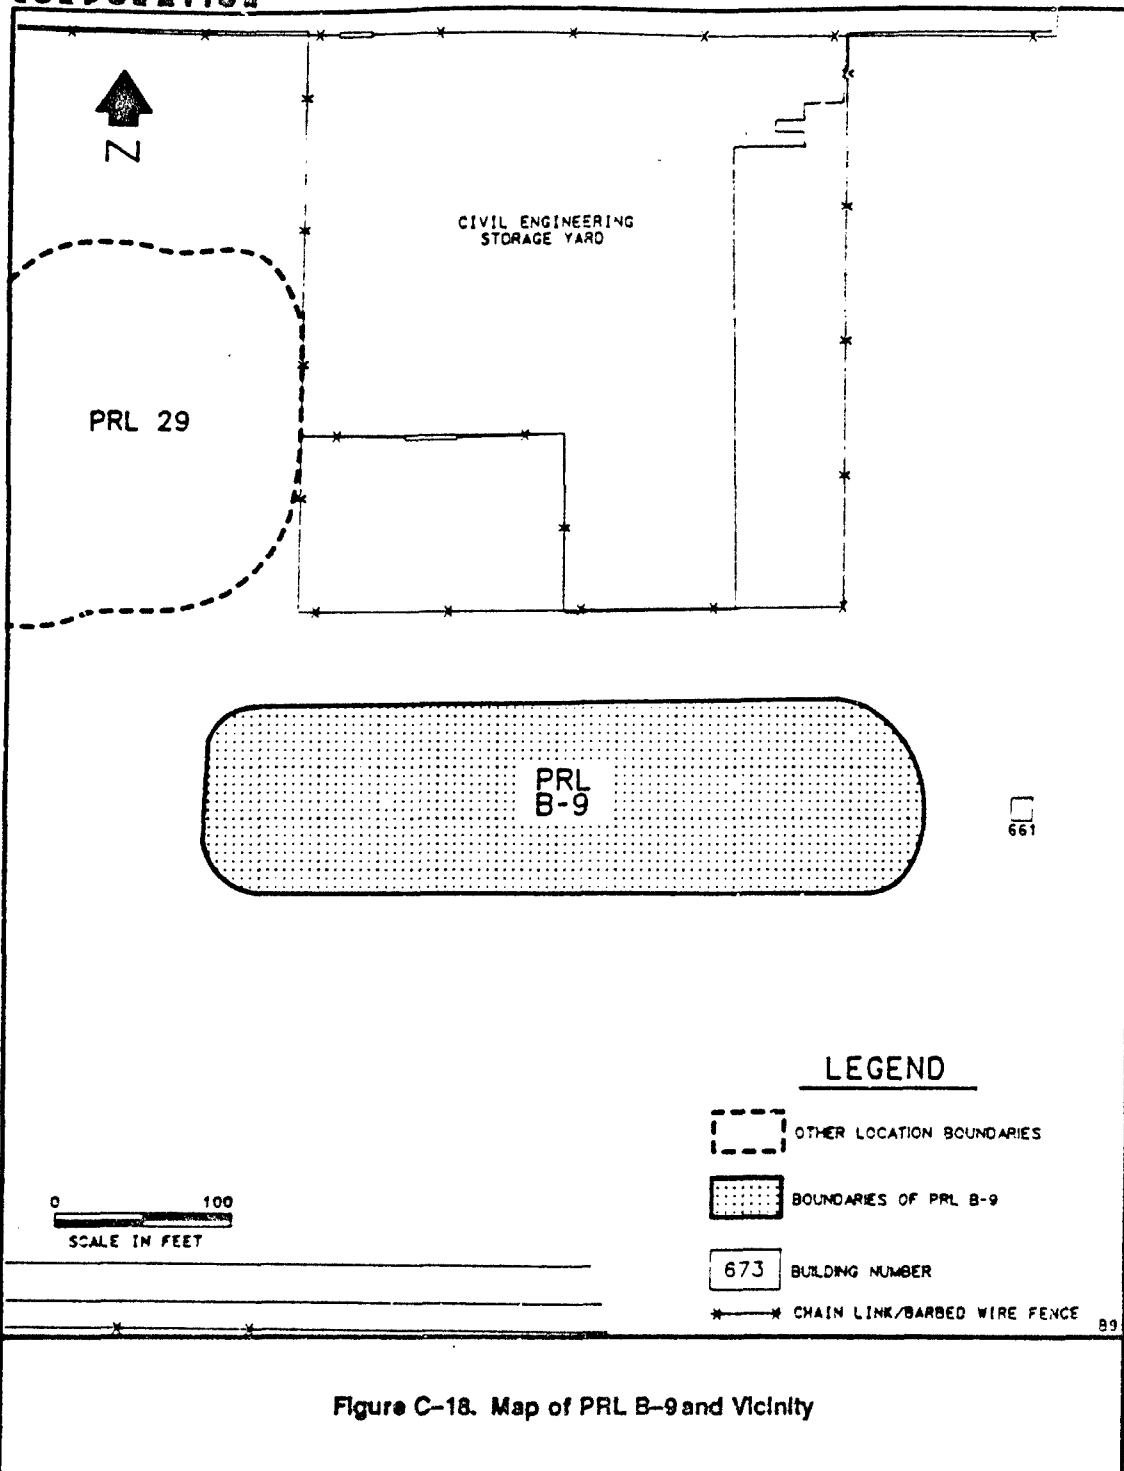 CORPORATION
N
CIVIL ENGINEERING
STORAGE YARD
PRL 29
PRL
B-9
661
LEGEND
OTHER LOCATION BOUNDARIES
BOUNDARIES OF PRL B-9
673 BUILDING NUMBER
CHAIN LINK/BARBED WIRE FENCE
0 100
SCALE IN FEET
B9
Figure C-18. Map of PRL B-9 and Vicinity